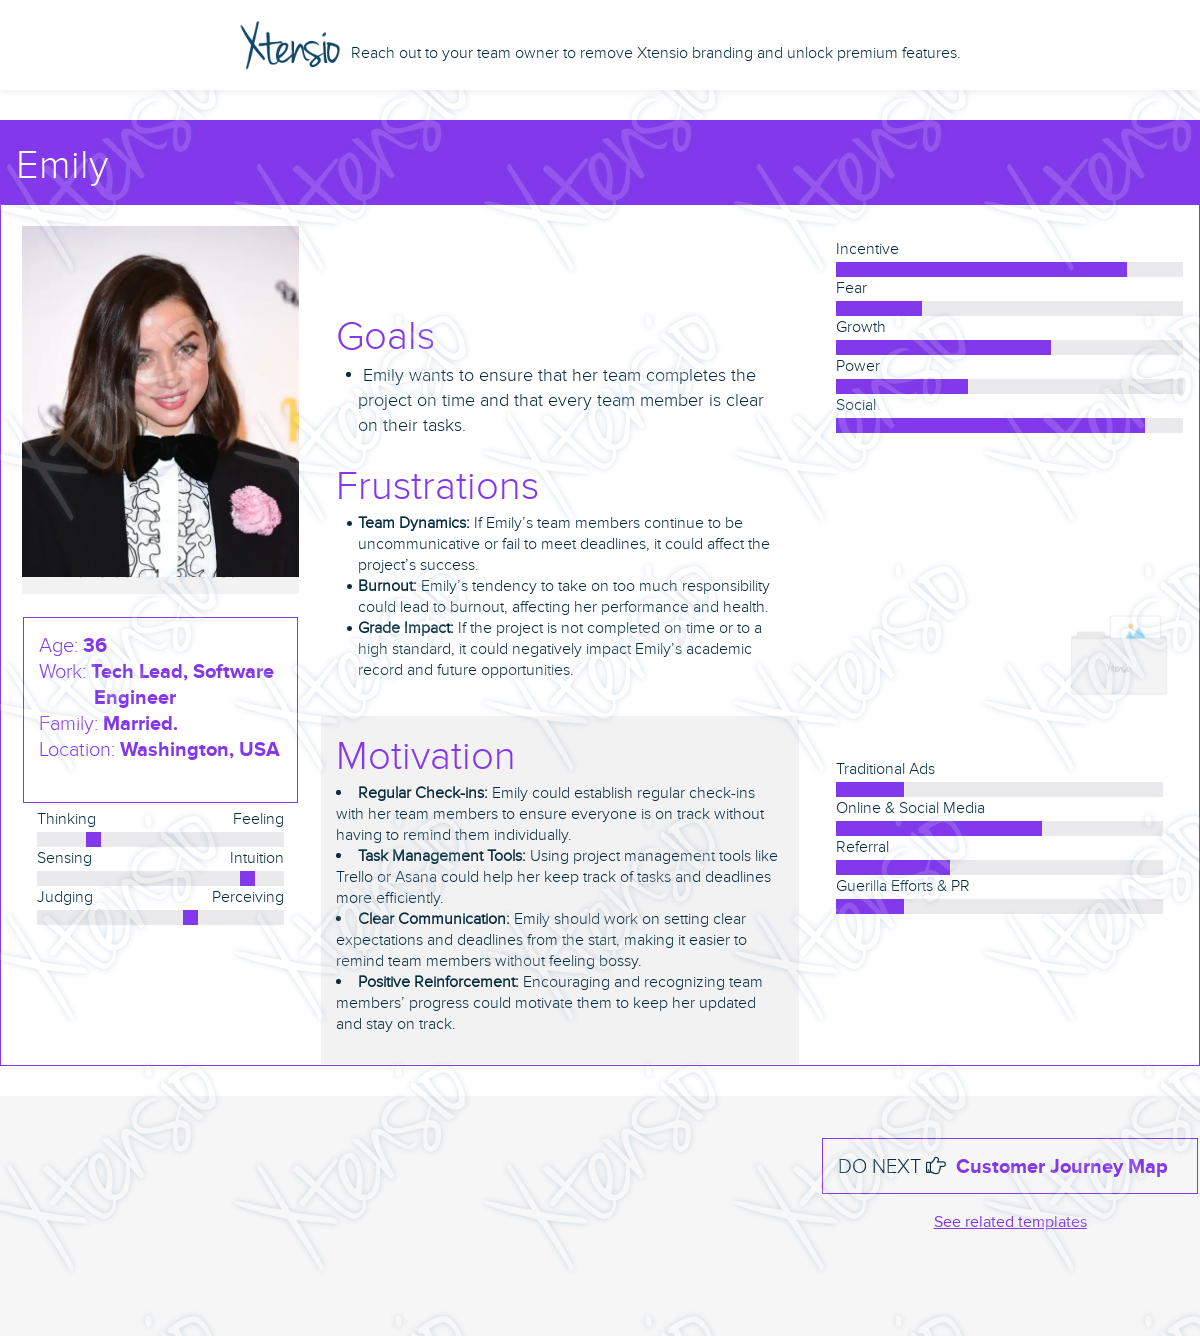 Xtensio Reach out to your team owner to remove Xtensio branding and unlock premium features.
Emily
Age: 36
Work: Tech Lead, Software
Engineer
Family: Married.
Location: Washington, USA
Thinking Feeling
Sensing Intuition
Judging Perceiving
Goals
• Emily wants to ensure that her team completes the
project on time and that every team member is clear
on their tasks.
Frustrations
• Team Dynamics: If Emily’s team members continue to be
uncommunicative or fail to meet deadlines, it could affect the
project’s success.
• Burnout: Emily’s tendency to take on too much responsibility
could lead to burnout, affecting her performance and health.
• Grade Impact: If the project is not completed on time or to a
high standard, it could negatively impact Emily’s academic
record and future opportunities.
Motivation
• Regular Check-ins: Emily could establish regular check-ins
with her team members to ensure everyone is on track without
having to remind them individually.
• Task Management Tools: Using project management tools like
Trello or Asana could help her keep track of tasks and deadlines
more efficiently.
• Clear Communication: Emily should work on setting clear
expectations and deadlines from the start, making it easier to
remind team members without feeling bossy.
• Positive Reinforcement: Encouraging and recognizing team
members’ progress could motivate them to keep her updated
and stay on track.
Incentive
Fear
Growth
Power
Social
Xtensio
Traditional Ads
Online & Social Media
Referral
Guerilla Efforts & PR
DO NEXT Customer Journey Map
See related templates